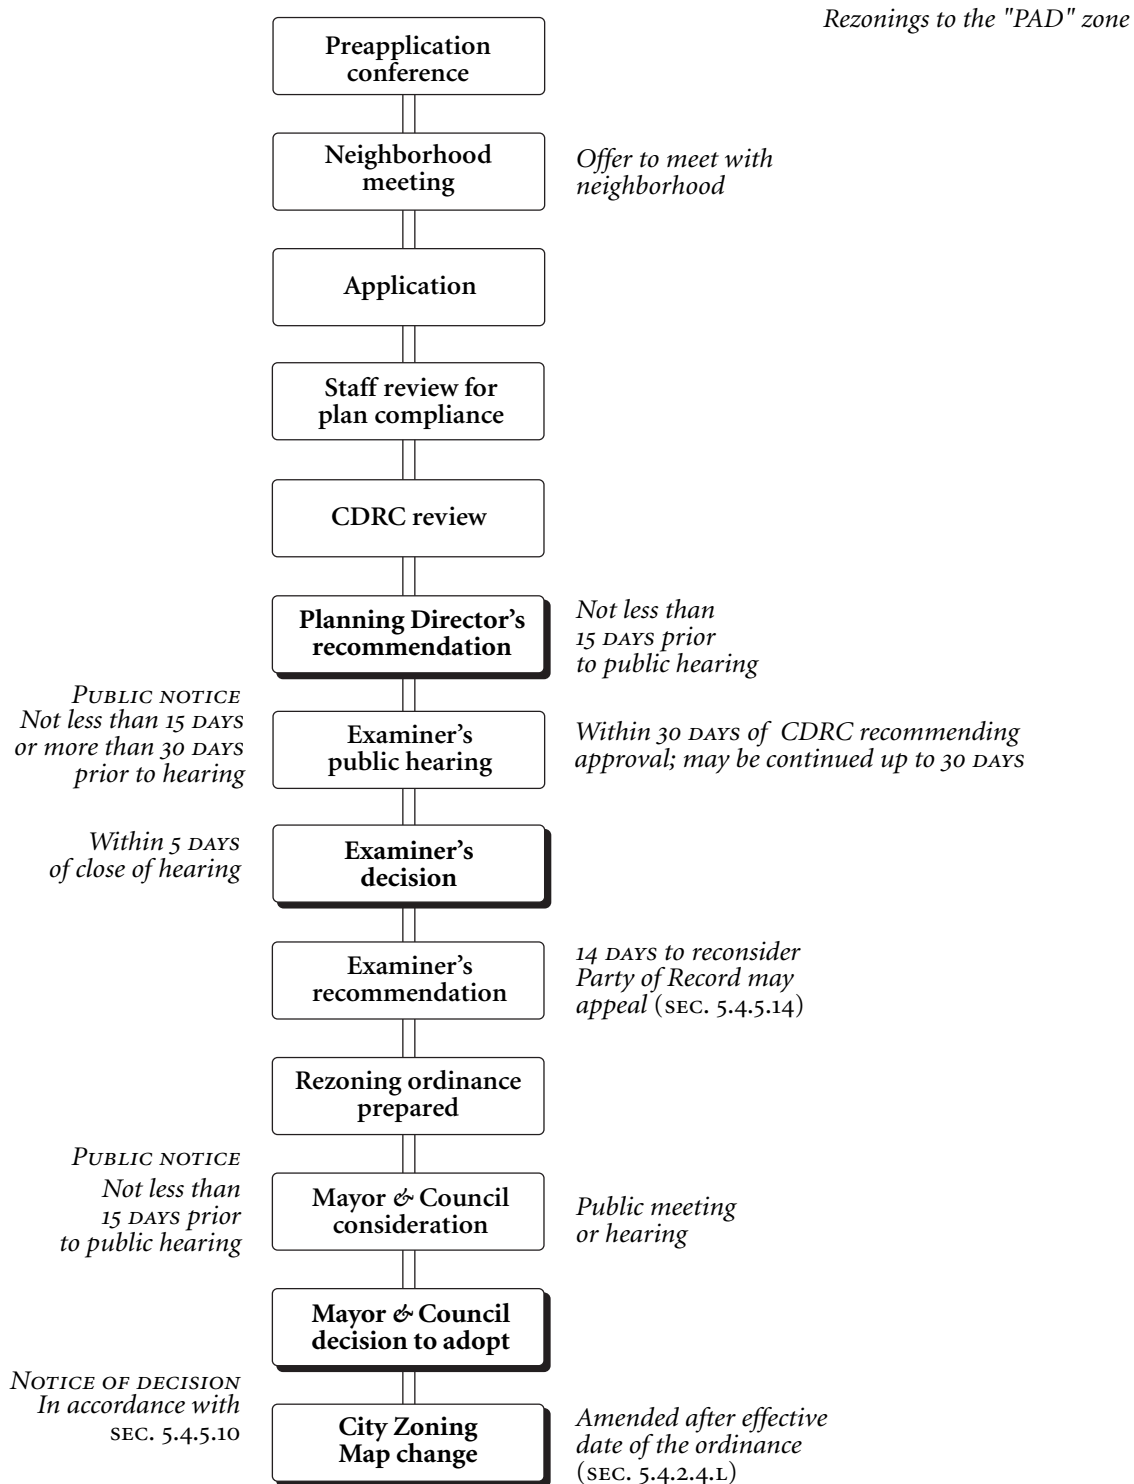 Rezonings to the "PAD" zone
Preapplication
conference
Neighborhood
meeting
Offer to meet with
neighborhood
Application
Staff review for
plan compliance
CDRC review
Planning Director's
recommendation
Not less than
15 DAYS prior
to public hearing
PUBLIC NOTICE
Not less than 15 DAYS
or more than 30 DAYS
prior to hearing
Examiner's
public hearing
Within 30 DAYS of CDRC recommending
approval; may be continued up to 30 DAYS
Within 5 DAYS
of close of hearing
Examiner's
decision
Examiner's
recommendation
14 DAYS to reconsider
Party of Record may
appeal (SEC. 5.4.5.14)
Rezoning ordinance
prepared
PUBLIC NOTICE
Not less than
15 DAYS prior
to public hearing
Mayor & Council
consideration
Public meeting
or hearing
Mayor & Council
decision to adopt
NOTICE OF DECISION
In accordance with
SEC. 5.4.5.10
City Zoning
Map change
Amended after effective
date of the ordinance
(SEC. 5.4.2.4.L)